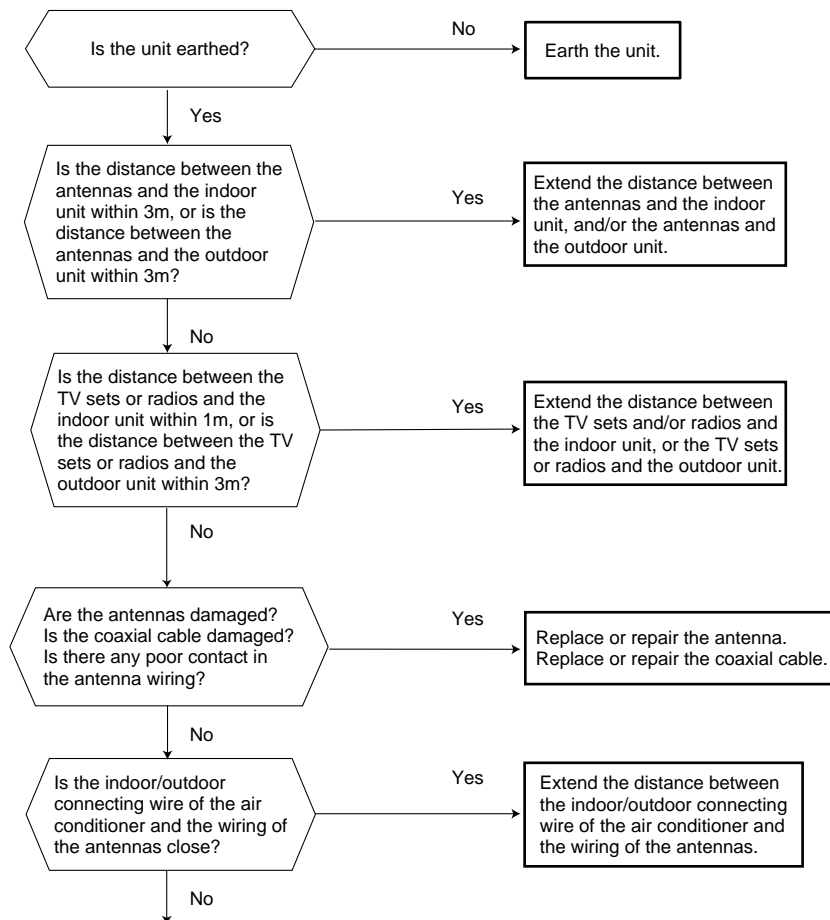 Is the unit earthed?
No
Earth the unit.
Yes
Is the distance between the
antennas and the indoor
unit within 3m, or is the
distance between the
antennas and the outdoor
unit within 3m?
Yes
Extend the distance between
the antennas and the indoor
unit, and/or the antennas and
the outdoor unit.
No
Is the distance between the
TV sets or radios and the
indoor unit within 1m, or is
the distance between the TV
sets or radios and the
outdoor unit within 3m?
Yes
Extend the distance between
the TV sets and/or radios and
the indoor unit, or the TV sets
or radios and the outdoor unit.
No
Are the antennas damaged?
Is the coaxial cable damaged?
Is there any poor contact in
the antenna wiring?
Yes
Replace or repair the antenna.
Replace or repair the coaxial cable.
No
Is the indoor/outdoor
connecting wire of the air
conditioner and the wiring of
the antennas close?
Yes
Extend the distance between
the indoor/outdoor connecting
wire of the air conditioner and
the wiring of the antennas.
No